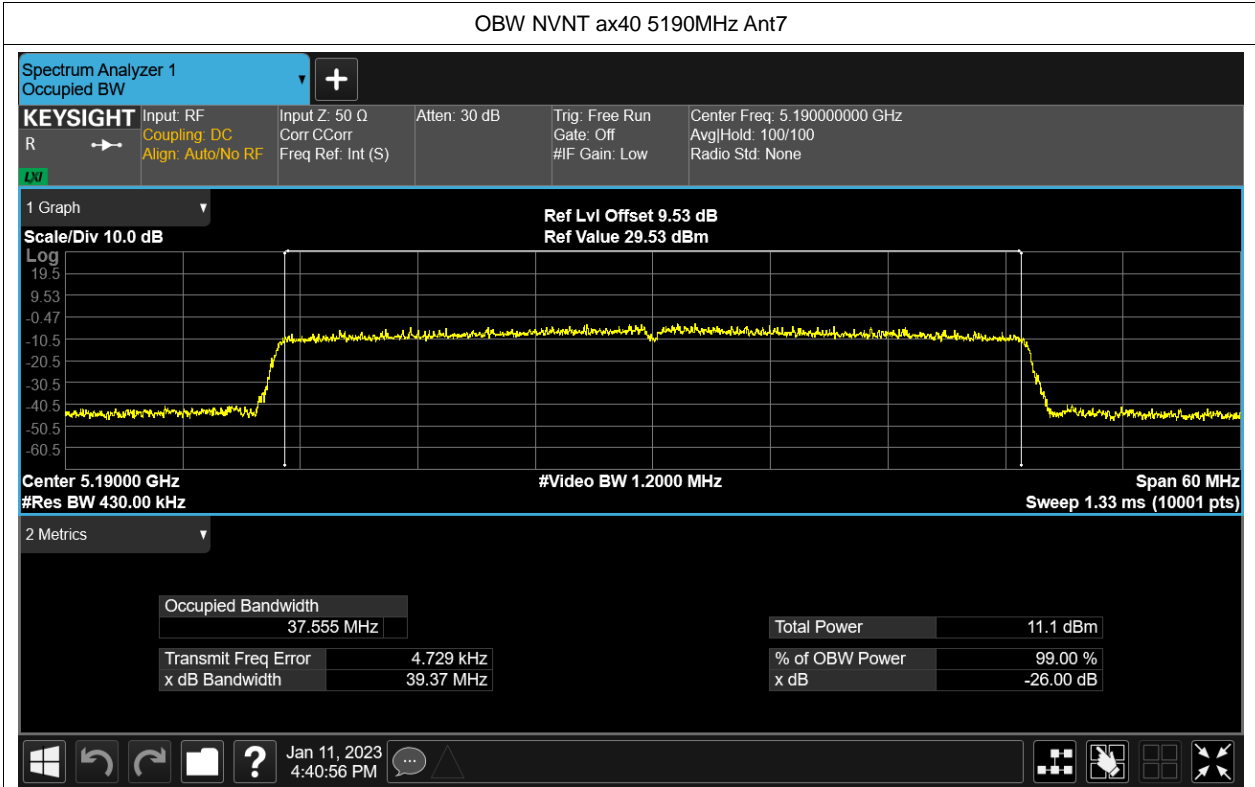 OBW NVNT ax40 5190MHz Ant7
Spectrum Analyzer 1
Occupied BW
KEYSIGHT
R
LXI
Input: RF
Coupling: DC
Align: Auto/No RF
Input Z: 50 Ω
Corr CCorr
Freq Ref: Int (S)
Atten: 30 dB
Trig: Free Run
Gate: Off
#IF Gain: Low
Center Freq: 5.190000000 GHz
Avg|Hold: 100/100
Radio Std: None
1 Graph
Scale/Div 10.0 dB
Ref Lvl Offset 9.53 dB
Ref Value 29.53 dBm
Log
19.5
9.53
-0.47
-10.5
-20.5
-30.5
-40.5
-50.5
-60.5
Center 5.19000 GHz
#Video BW 1.2000 MHz
Span 60 MHz
#Res BW 430.00 kHz
Sweep 1.33 ms (10001 pts)
2 Metrics
Occupied Bandwidth
37.555 MHz
Total Power 11.1 dBm
Transmit Freq Error 4.729 kHz
% of OBW Power 99.00 %
x dB Bandwidth 39.37 MHz
x dB -26.00 dB
?
Jan 11, 2023
4:40:56 PM